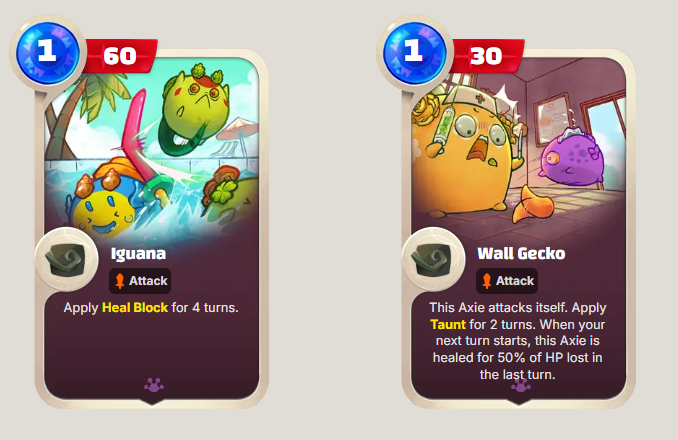 1
60
Iguana
Attack
Apply Heal Block for 4 turns.
1
30
Wall Gecko
Attack
This Axie attacks itself. Apply
Taunt for 2 turns. When your
next turn starts, this Axie is
healed for 50% of HP lost in
the last turn.